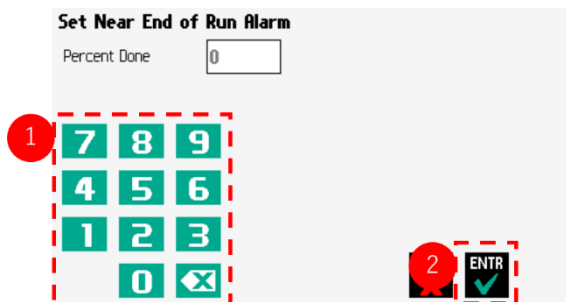 Set Near End of Run Alarm
Percent Done 0
1
7 8 9
4 5 6
1 2 3
0
2
ENTR